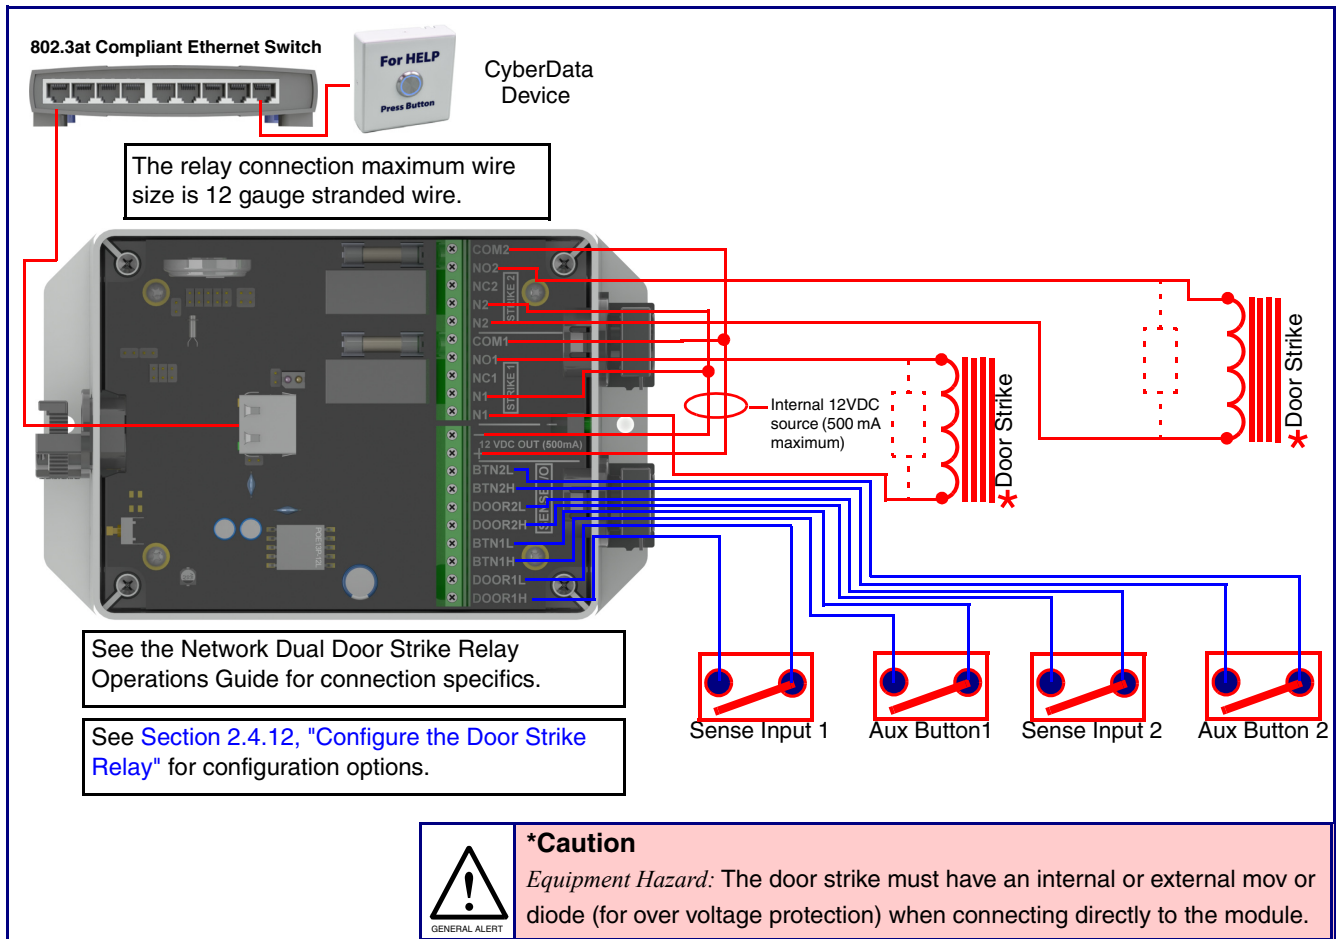 802.3at Compliant Ethernet Switch
For HELP
Press Button
CyberData
Device
The relay connection maximum wire
size is 12 gauge stranded wire.
COM2
NO2
NC2
N2
N2
STRIKE 2
COM1
NO1
NC1
N1
N1
STRIKE 1
-
12 VDC OUT (500mA)
+
BTN2L
BTN2H
DOOR2L
DOOR2H
BTN1L
BTN1H
DOOR1L
DOOR1H
Internal 12VDC
source (500 mA
maximum)
*Door Strike
*Door Strike
See the Network Dual Door Strike Relay
Operations Guide for connection specifics.
See Section 2.4.12, "Configure the Door Strike
Relay" for configuration options.
Sense Input 1
Aux Button1
Sense Input 2
Aux Button 2
GENERAL ALERT
*Caution
Equipment Hazard: The door strike must have an internal or external mov or
diode (for over voltage protection) when connecting directly to the module.